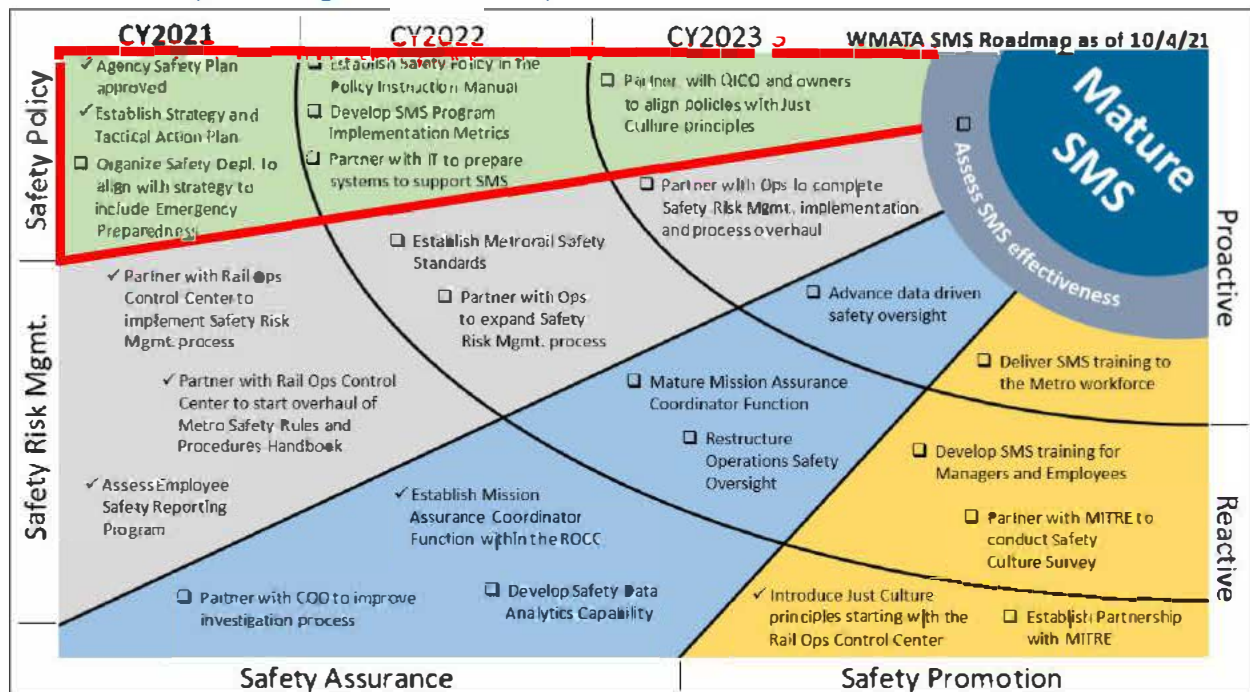 CY2021
CY2022
CY2023
WMATA SMS Roadmap as of 10/4/21
Safety Policy
✓ Agency Safety Plan
approved
✓ Establish Strategy and
Tactical Action Plan
❑ Organize Safety Dept. to
align with strategy to
include Emergency
Preparedness
❑ Establish Safety Policy in the
Policy Instruction Manual
❑ Develop SMS Program
Implementation Metrics
❑ Partner with IT to prepare
systems to support SMS
❑ Partner with QICO and owners
to align policies with Just
Culture principles
Mature
SMS
❑ Assess SMS effectiveness
Proactive
Reactive
Safety Risk Mgmt.
✓ Partner with Rail Ops
Control Center to
implement Safety Risk
Mgmt. process
✓ Partner with Rail Ops Control
Center to start overhaul of
Metro Safety Rules and
Procedures Handbook
✓ Assess Employee
Safety Reporting
Program
❑ Establish Metrorail Safety
Standards
❑ Partner with Ops
to expand Safety
Risk Mgmt. process
❑ Partner with Ops to complete
Safety Risk Mgmt. implementation
and process overhaul
❑ Partner with COO to improve
investigation process
✓ Establish Mission
Assurance Coordinator
Function within the ROCC
❑ Develop Safety Data
Analytics Capability
❑ Mature Mission Assurance
Coordinator Function
❑ Restructure
Operations Safety
Oversight
❑ Advance data driven
safety oversight
❑ Deliver SMS training to
the Metro workforce
❑ Develop SMS training for
Managers and Employees
❑ Partner with MITRE to
conduct Safety
Culture Survey
✓ Introduce Just Culture
principles starting with the
Rail Ops Control Center
❑ Establish Partnership
with MITRE
Safety Assurance
Safety Promotion